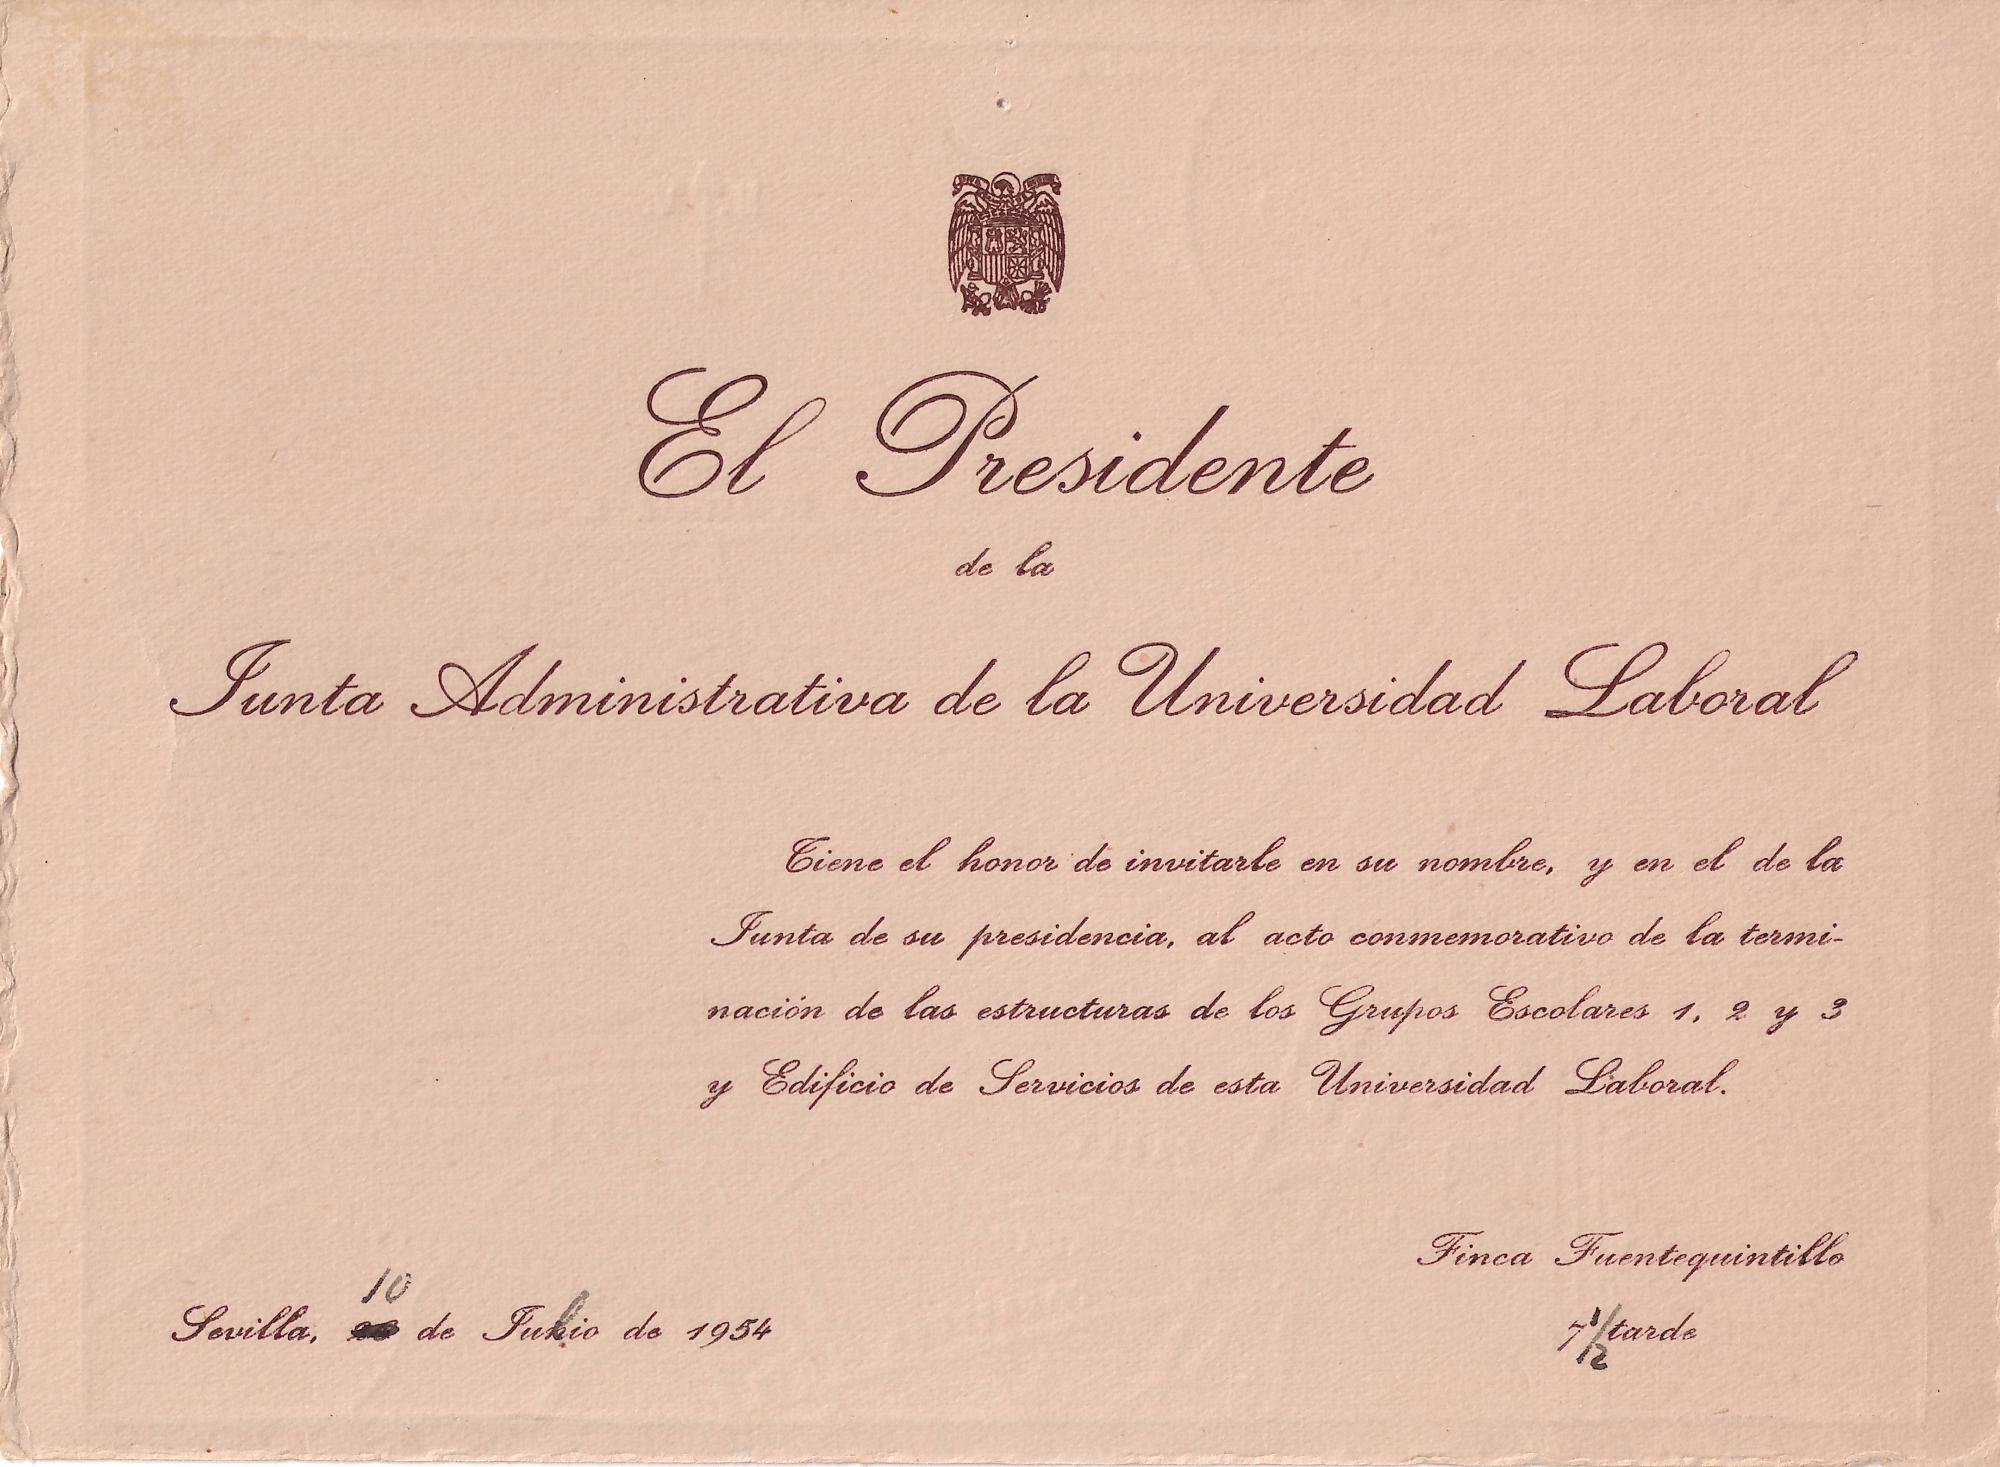 El Presidente
de la
Junta Administrativa de la Universidad Laboral
Tiene el honor de invitarle en su nombre, y en el de la
Junta de su presidencia, al acto conmemorativo de la termi-
nación de las estructuras de los Grupos Escolares 1, 2 y 3
y Edificio de Servicios de esta Universidad Laboral.
Finca Fuentequintillo
10
Sevilla, de Julio de 1954
7 1/2 tarde